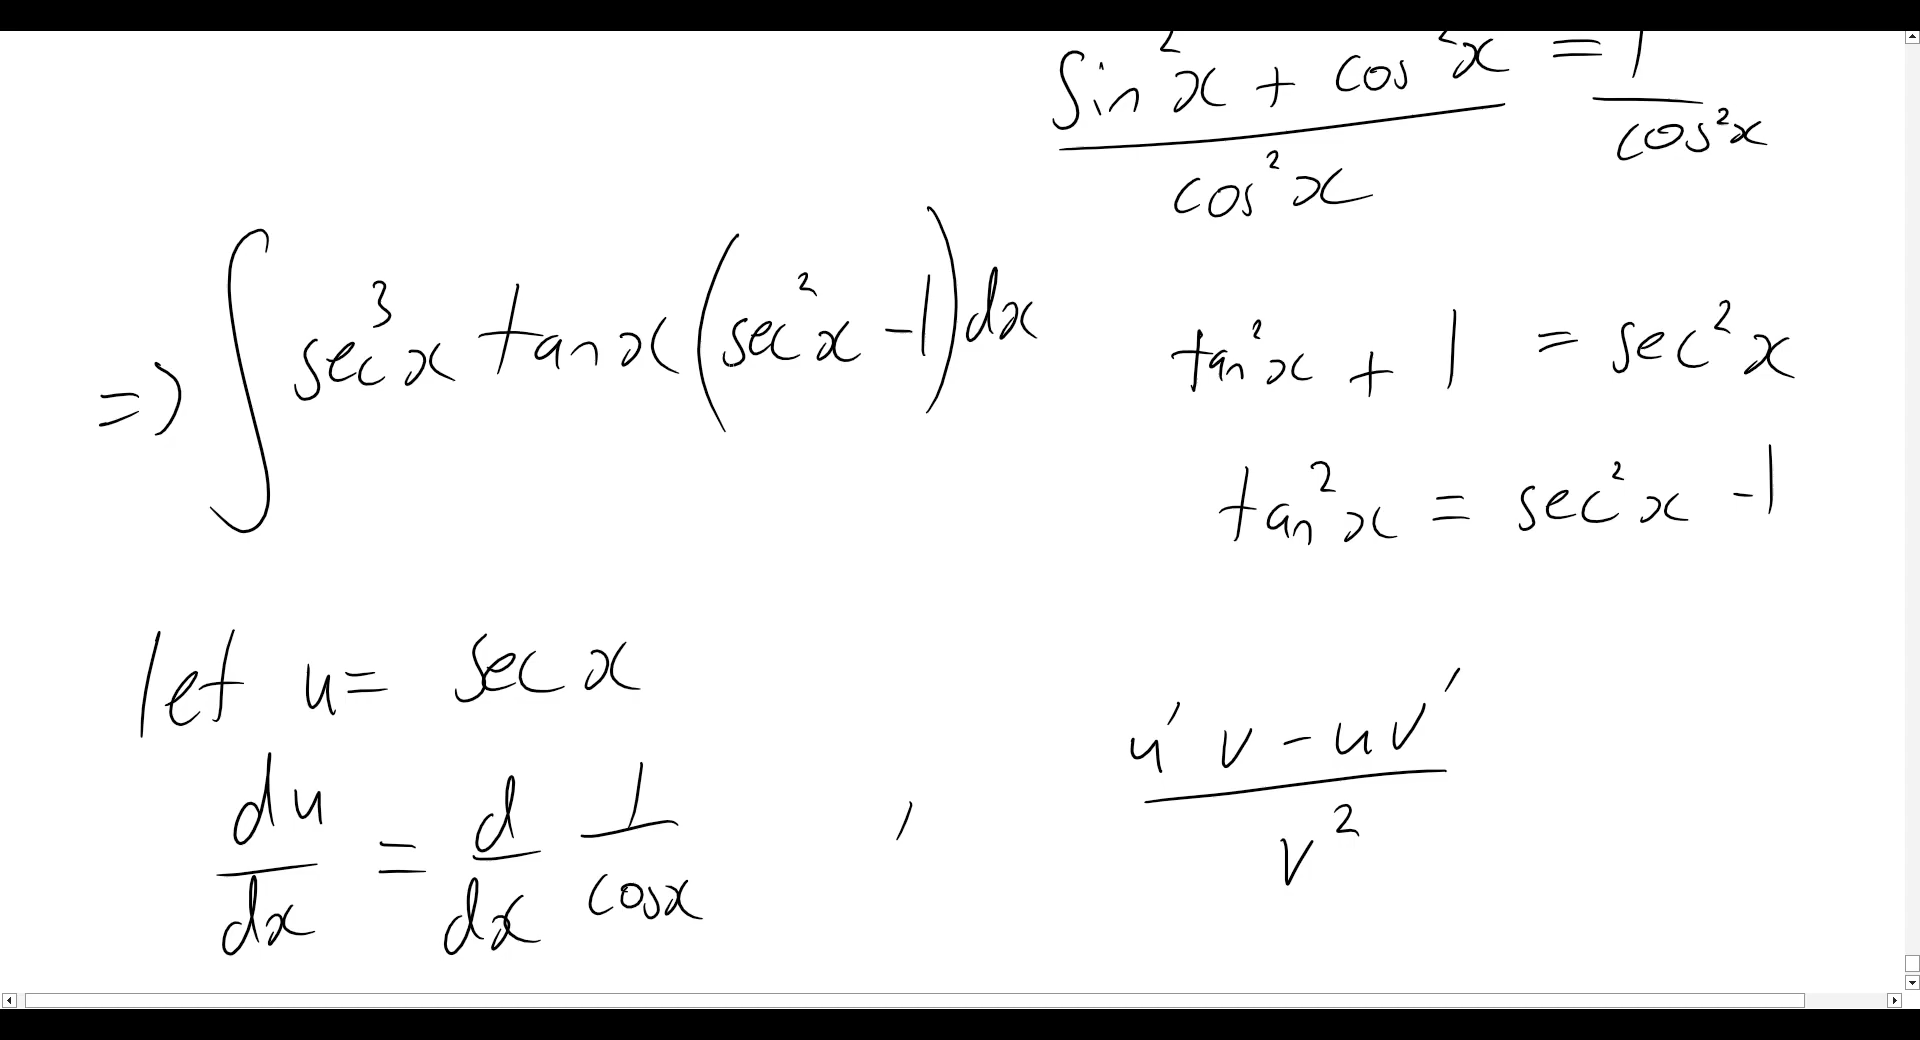 sin²x + cos²x / cos²x = 1 / cos²x
=> ∫ sec³x tanx (sec²x - 1) dx
tan²x + 1 = sec²x
tan²x = sec²x - 1
let u = sec x
du/dx = d/dx 1/cosx , u'v - uv' / v²